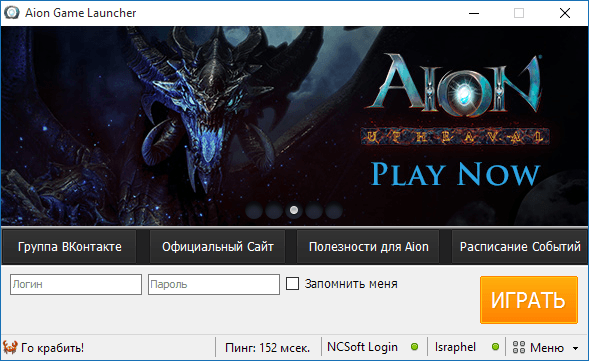 Aion Game Launcher
AION
UPHEAVAL
PLAY NOW
Группа ВКонтакте
Официальный Сайт
Полезности для Aion
Расписание Событий
Логин
Пароль
Запомнить меня
ИГРАТЬ
Го крабить!
Пинг: 152 мсек.
NCSoft Login
Israphel
Меню